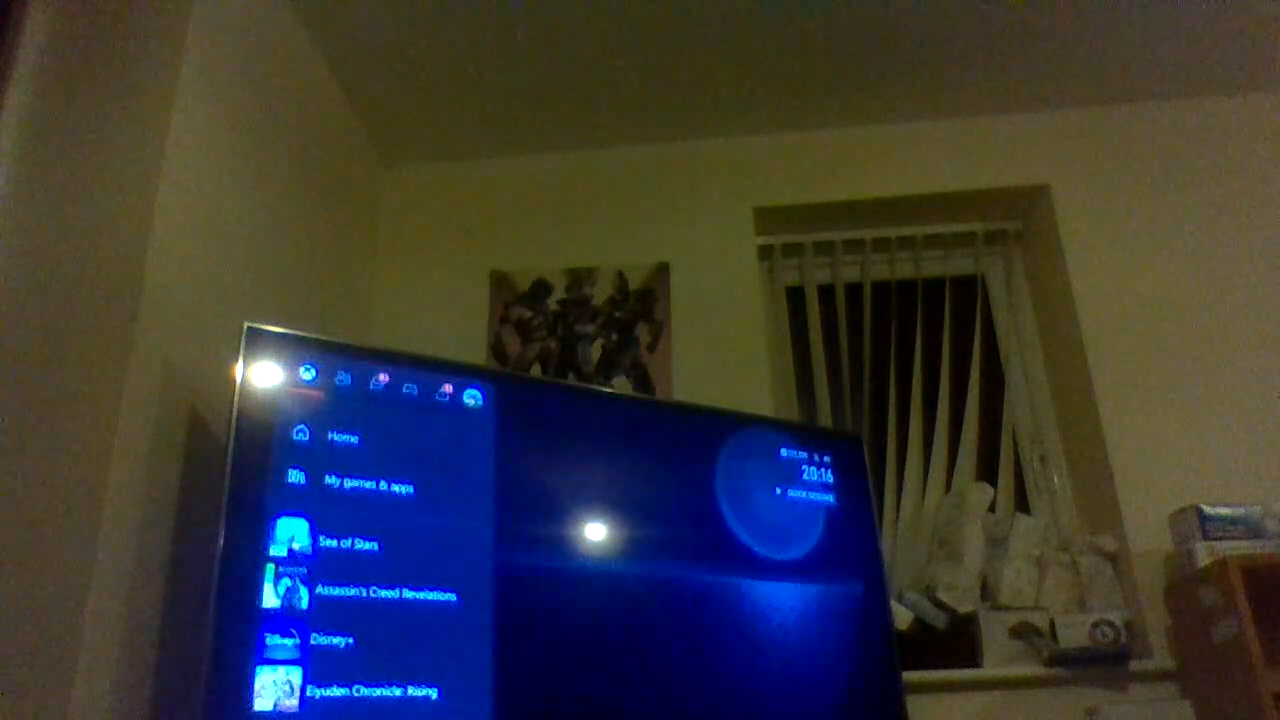 Home
20:16
My games & apps
Sea of Stars
Assassin's Creed Revelations
Disney+
Eiyuden Chronicle: Rising